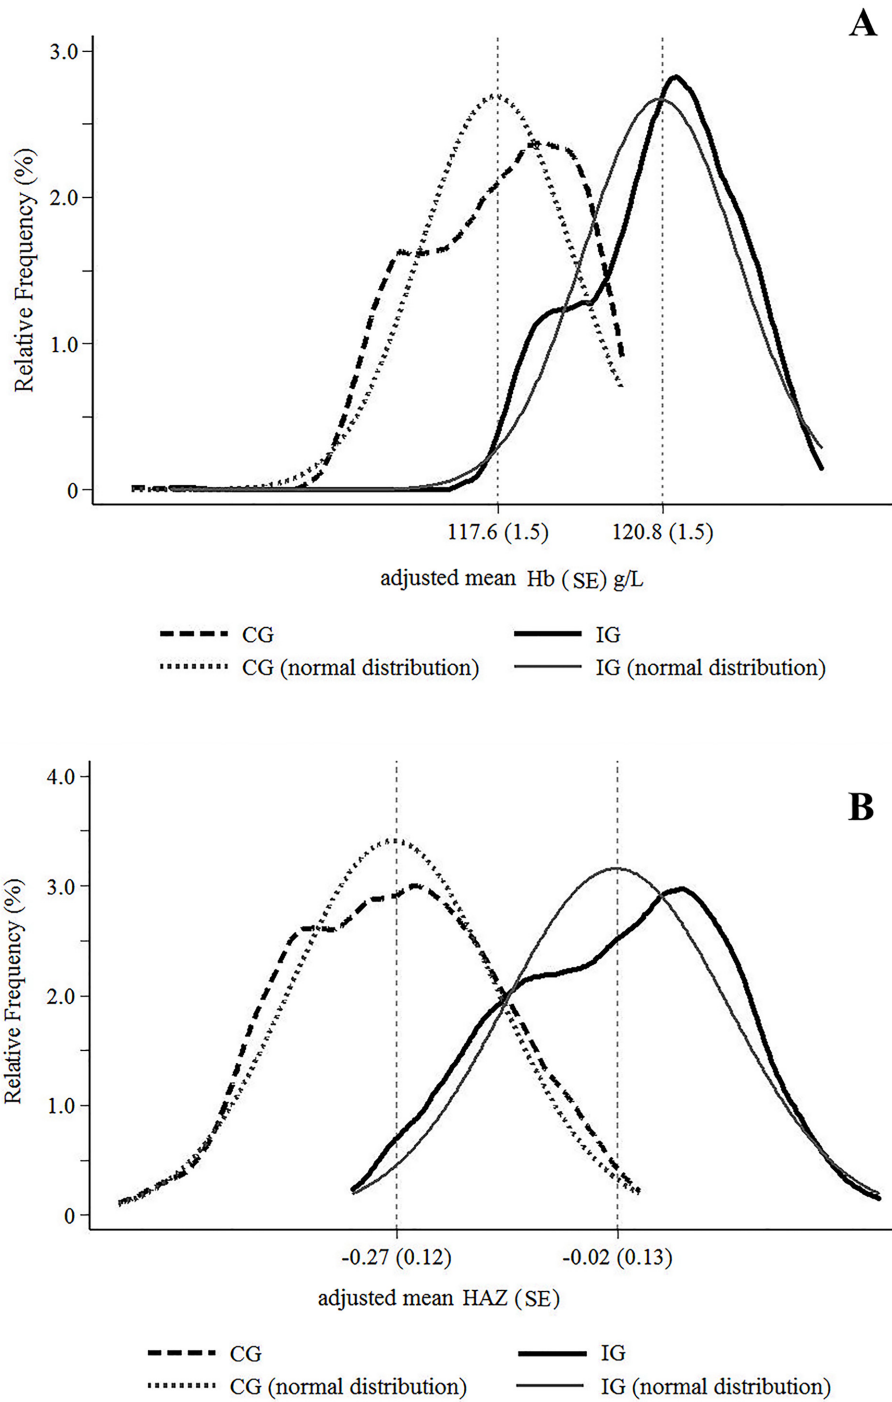 A
3.0
2.0
1.0
0
Relative Frequency (%)
117.6 (1.5) 120.8 (1.5)
adjusted mean Hb (SE) g/L
CG IG
CG (normal distribution) IG (normal distribution)
B
4.0
3.0
2.0
1.0
0
Relative Frequency (%)
-0.27 (0.12) -0.02 (0.13)
adjusted mean HAZ (SE)
CG IG
CG (normal distribution) IG (normal distribution)